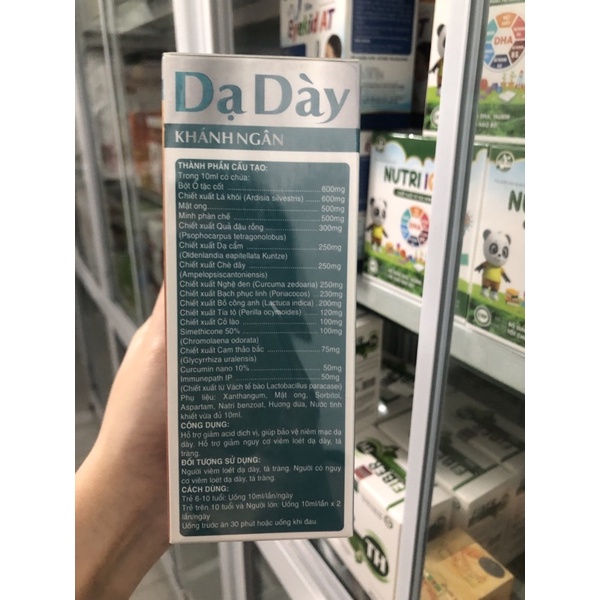 Eyelid AT
DHA
Dạ Dày
KHÁNH NGÂN
NUTRI
DHA
THÀNH PHẦN CẤU TẠO:
Trong 10ml có chứa:
Bột Ô tặc cốt 600mg
Chiết xuất Lá khôi (Ardisia silvestris) 600mg
Mật ong 500mg
Minh phàn chế 500mg
Chiết xuất Quả đậu rồng 300mg
(Psophocarpus tetragonolobus)
Chiết xuất Dạ cẩm 250mg
(Oldenlandia eapitellata Kuntze)
Chiết xuất Chè dây 250mg
(Ampelopsiscantoniensis)
Chiết xuất Nghệ đen (Curcuma zedoaria) 250mg
Chiết xuất Bạch phục linh (Poriacocos) 230mg
Chiết xuất Bồ công anh (Lactuca indica) 200mg
Chiết xuất Tía tô (Perilla ocymoides) 120mg
Chiết xuất Cỏ lào 100mg
Simethicone 50% 100mg
(Chromolaena odorata)
Chiết xuất Cam thảo bắc 75mg
(Glycyrrhiza uralensis)
Curcumin nano 10% 50mg
Immunepath IP 50mg
(Chiết xuất từ Vách tế bào Lactobacillus paracasei)
Phụ liệu: Xanthangum, Mật ong, Sorbitol,
Aspartam, Natri benzoat, Hương dứa, Nước tinh
khiết vừa đủ 10ml.
CÔNG DỤNG:
Hỗ trợ giảm acid dịch vị, giúp bảo vệ niêm mạc dạ
dày. Hỗ trợ giảm nguy cơ viêm loét dạ dày, tá
tràng.
ĐỐI TƯỢNG SỬ DỤNG:
Người viêm loét dạ dày, tá tràng. Người có nguy
cơ viêm loét dạ dày, tá tràng.
CÁCH DÙNG:
Trẻ 6-10 tuổi: Uống 10ml/lần/ngày
Trẻ trên 10 tuổi và Người lớn: Uống 10ml/lần x 2
lần/ngày
Uống trước ăn 30 phút hoặc uống khi đau.
FIBER
TH